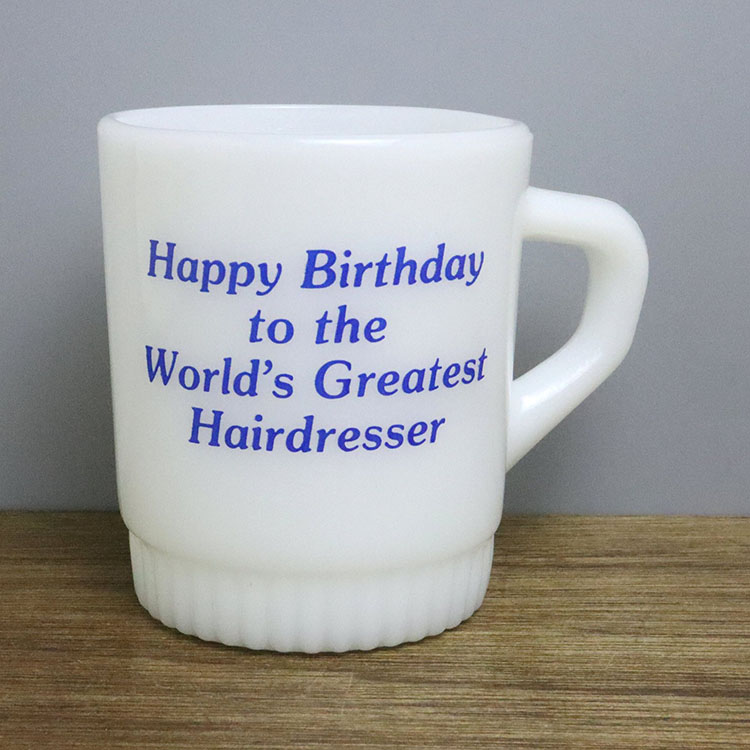 Happy Birthday
to the
World's Greatest
Hairdresser